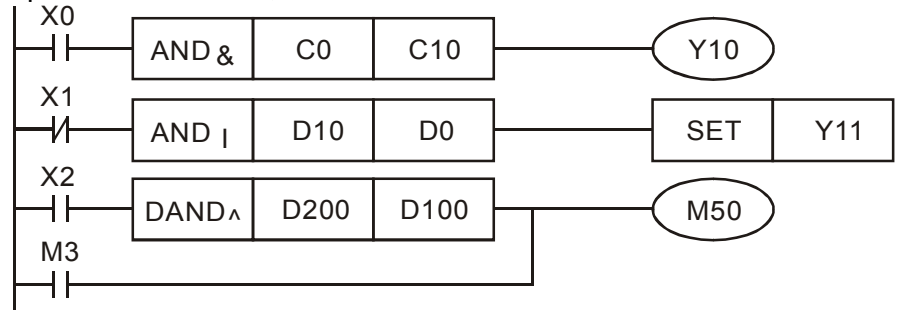 X0
AND & C0 C10 Y10
X1
AND | D10 D0 SET Y11
X2
DAND ^ D200 D100 M50
M3